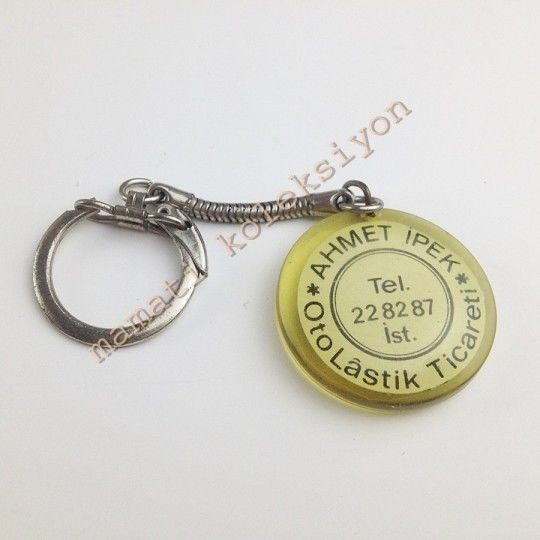 * AHMET İPEK *
Oto Lâstik Ticareti
Tel.
228287
İst.
mamati koleksiyon